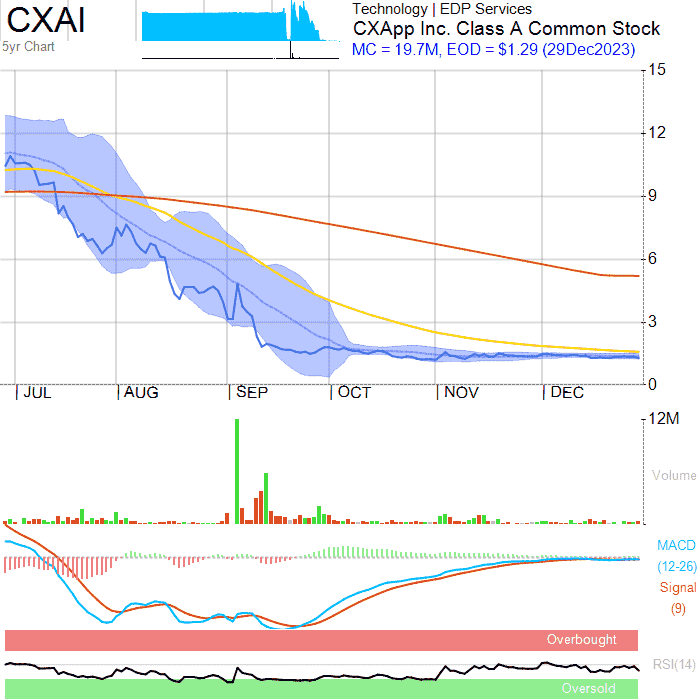 CXAI
5yr Chart
Technology | EDP Services
CXApp Inc. Class A Common Stock
MC = 19.7M, EOD = $1.29 (29Dec2023)
15
12
9
6
3
0
JUL AUG SEP OCT NOV DEC
12M
Volume
MACD
(12-26)
Signal
(9)
Overbought
RSI(14)
Oversold